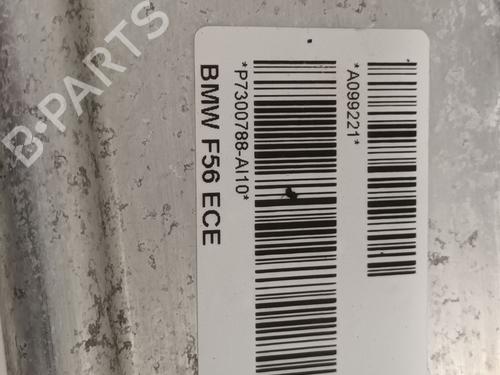 *A099221*
*P7300788-AI10*
BMW F56 ECE
B-PARTS